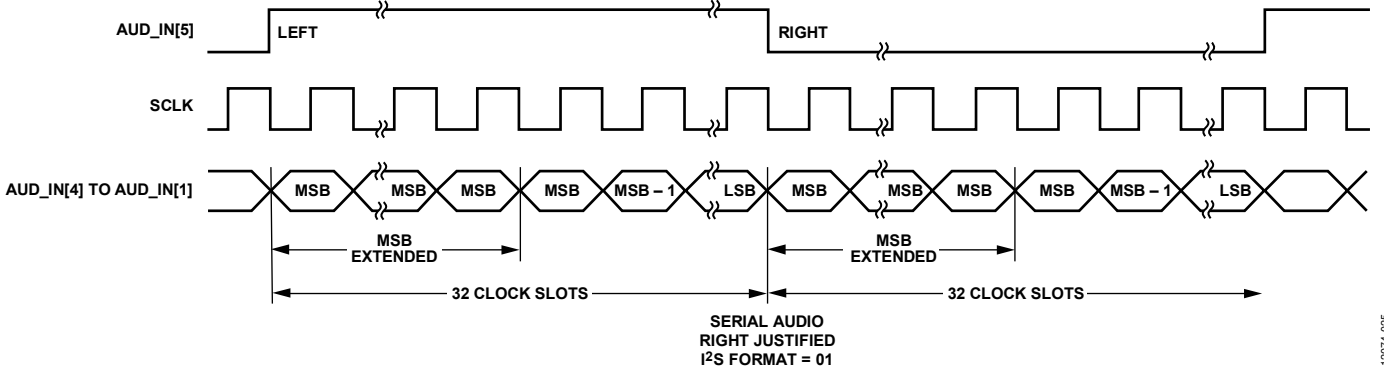 AUD_IN[5]
LEFT
RIGHT
SCLK
AUD_IN[4] TO AUD_IN[1]
MSB MSB MSB MSB MSB – 1 LSB MSB MSB MSB MSB MSB – 1 LSB
MSB
EXTENDED
MSB
EXTENDED
32 CLOCK SLOTS
32 CLOCK SLOTS
SERIAL AUDIO
RIGHT JUSTIFIED
I²S FORMAT = 01